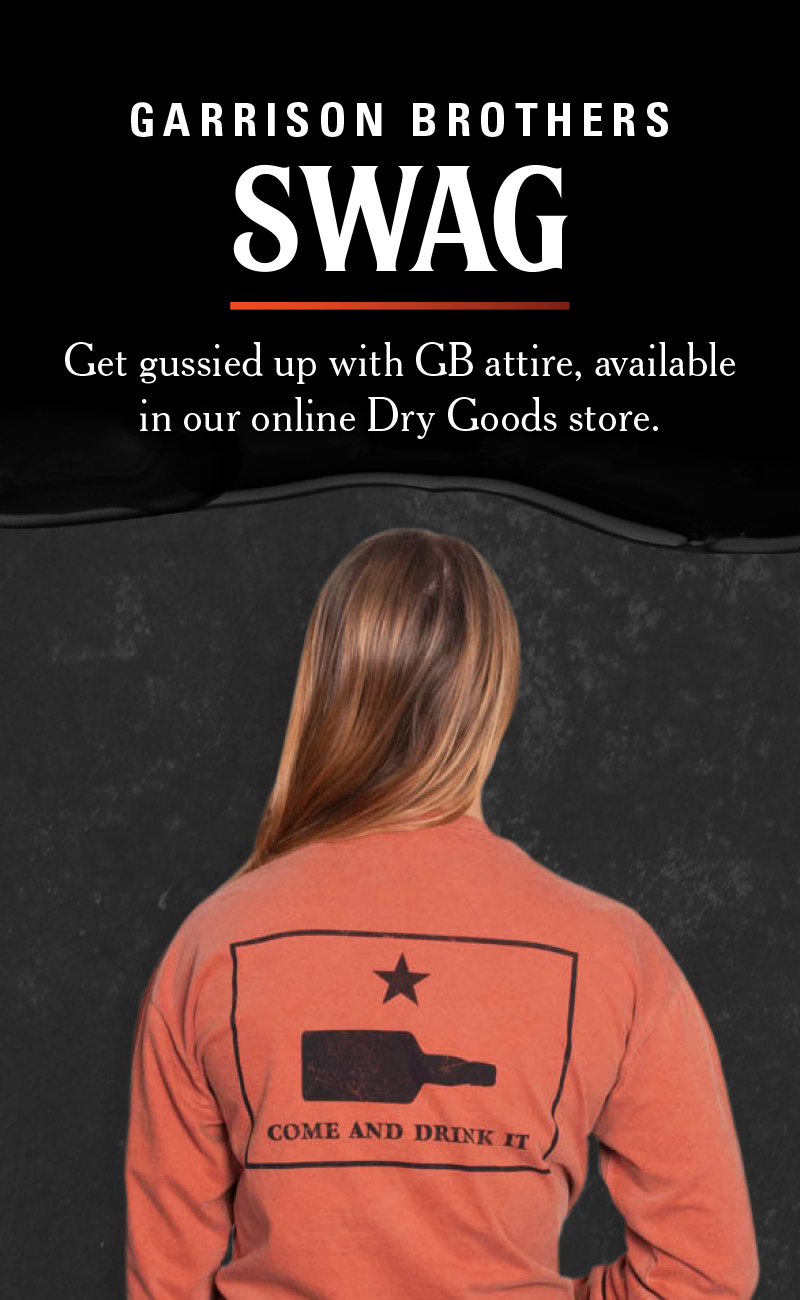 GARRISON BROTHERS
SWAG
Get gussied up with GB attire, available
in our online Dry Goods store.
COME AND DRINK IT